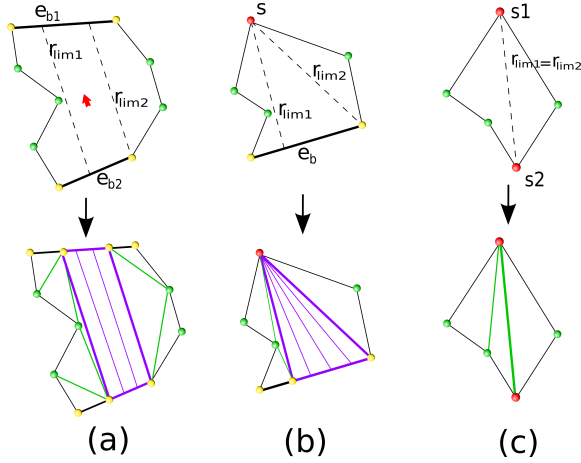 e_b1
r_lim1
r_lim2
e_b2
s
r_lim2
r_lim1
e_b
s1
r_lim1=r_lim2
s2
(a) (b) (c)